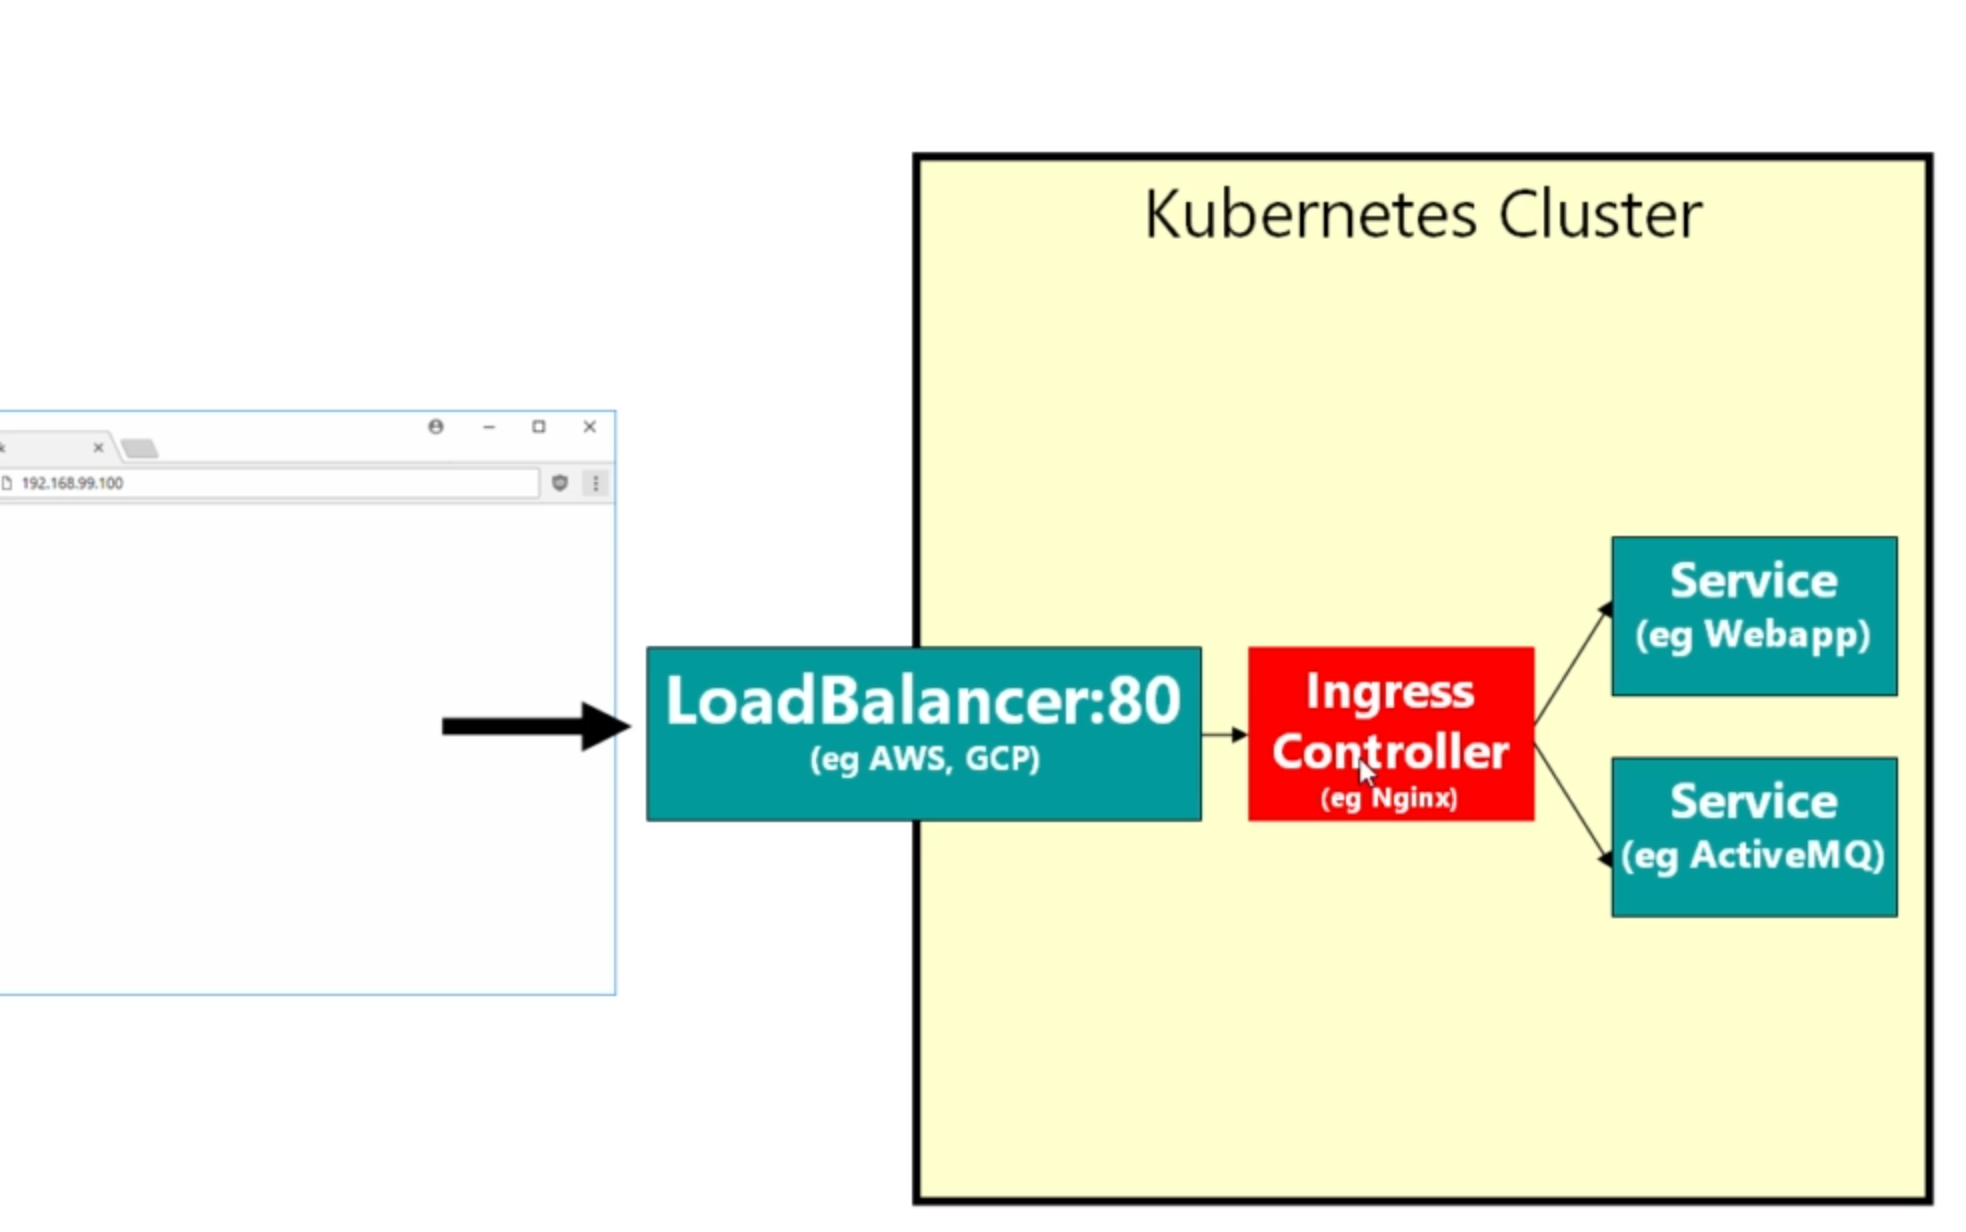 Kubernetes Cluster
192.168.99.100
LoadBalancer:80
(eg AWS, GCP)
Ingress
Controller
(eg Nginx)
Service
(eg Webapp)
Service
(eg ActiveMQ)